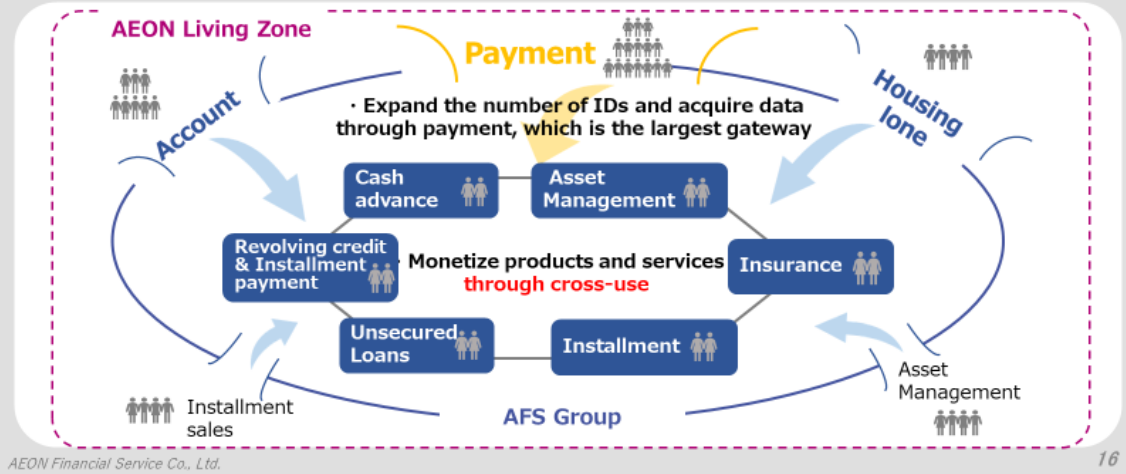 AEON Living Zone
Payment
Account
Housing
lone
· Expand the number of IDs and acquire data
through payment, which is the largest gateway
Cash
advance
Asset
Management
Revolving credit
& Installment
payment
· Monetize products and services
through cross-use
Insurance
Unsecured
Loans
Installment
Installment
sales
AFS Group
Asset
Management
AEON Financial Service Co., Ltd.
16